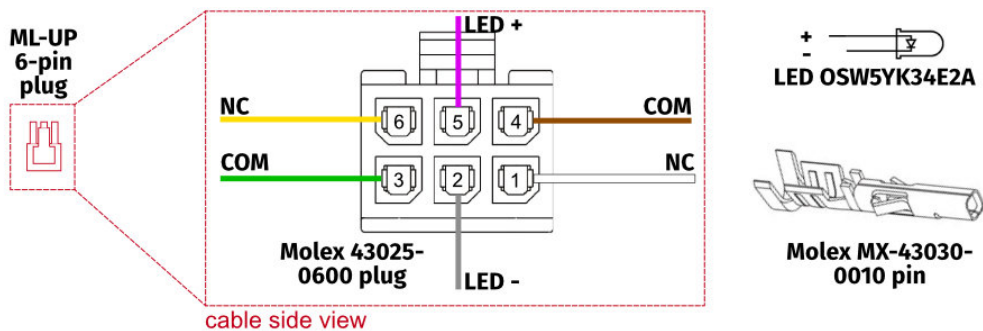 ML-UP
6-pin
plug
LED +
NC
6
5
4
COM
COM
3
2
1
NC
Molex 43025-
0600 plug
LED -
cable side view
+
-
LED OSW5YK34E2A
Molex MX-43030-
0010 pin